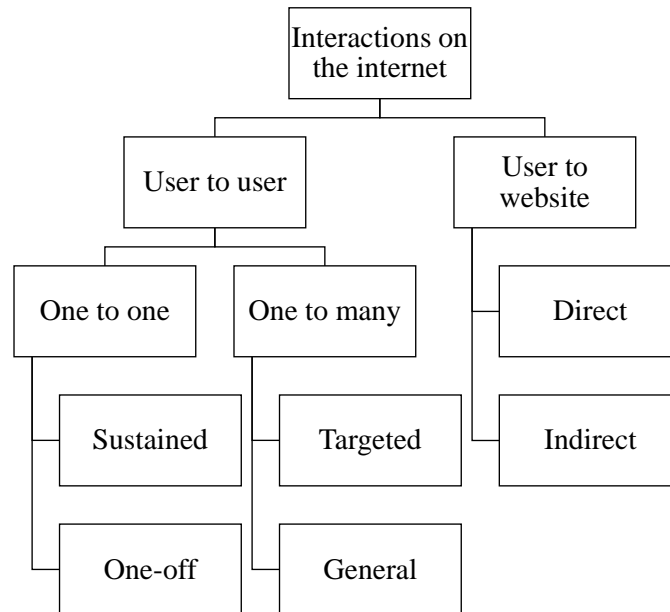 Interactions on
the internet
User to user
User to
website
One to one
One to many
Direct
Sustained
Targeted
Indirect
One-off
General